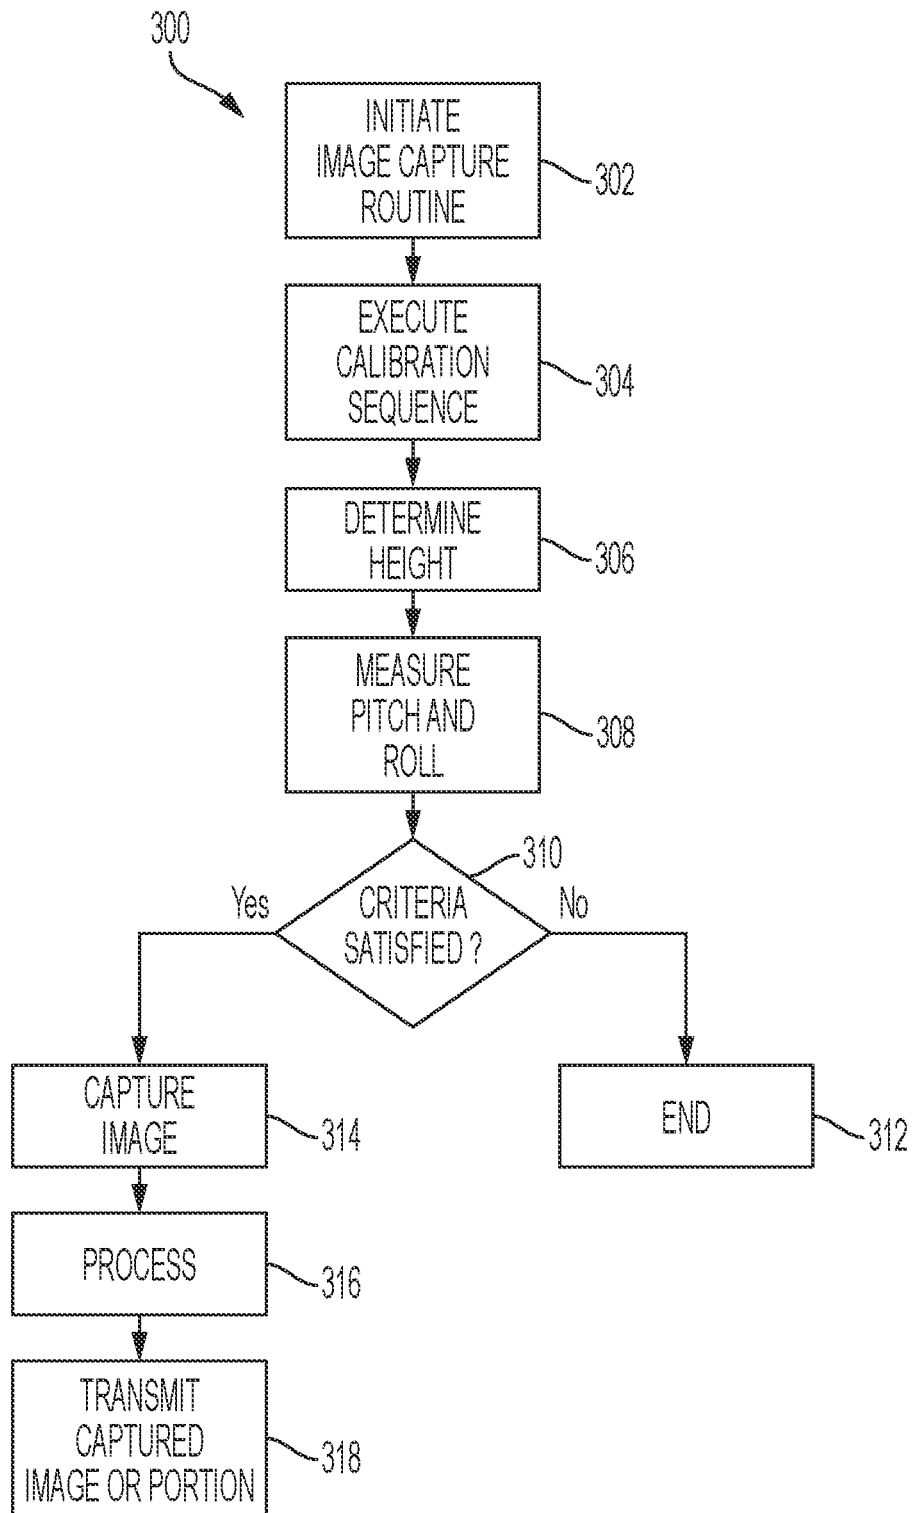 300
INITIATE
IMAGE CAPTURE
ROUTINE
302
EXECUTE
CALIBRATION
SEQUENCE
304
DETERMINE
HEIGHT
306
MEASURE
PITCH AND
ROLL
308
310
Yes
CRITERIA
SATISFIED ?
No
CAPTURE
IMAGE
314
END
312
PROCESS
316
TRANSMIT
CAPTURED
IMAGE OR PORTION
318